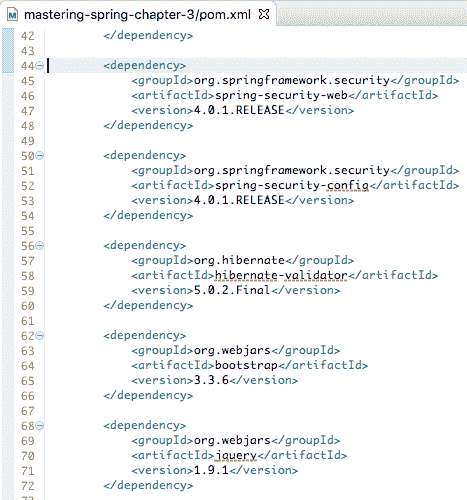 mastering-spring-chapter-3/pom.xml
42 </dependency>
43
44 <dependency>
45 <groupId>org.springframework.security</groupId>
46 <artifactId>spring-security-web</artifactId>
47 <version>4.0.1.RELEASE</version>
48 </dependency>
49
50 <dependency>
51 <groupId>org.springframework.security</groupId>
52 <artifactId>spring-security-config</artifactId>
53 <version>4.0.1.RELEASE</version>
54 </dependency>
55
56 <dependency>
57 <groupId>org.hibernate</groupId>
58 <artifactId>hibernate-validator</artifactId>
59 <version>5.0.2.Final</version>
60 </dependency>
61
62 <dependency>
63 <groupId>org.webjars</groupId>
64 <artifactId>bootstrap</artifactId>
65 <version>3.3.6</version>
66 </dependency>
67
68 <dependency>
69 <groupId>org.webjars</groupId>
70 <artifactId>jquery</artifactId>
71 <version>1.9.1</version>
72 </dependency>